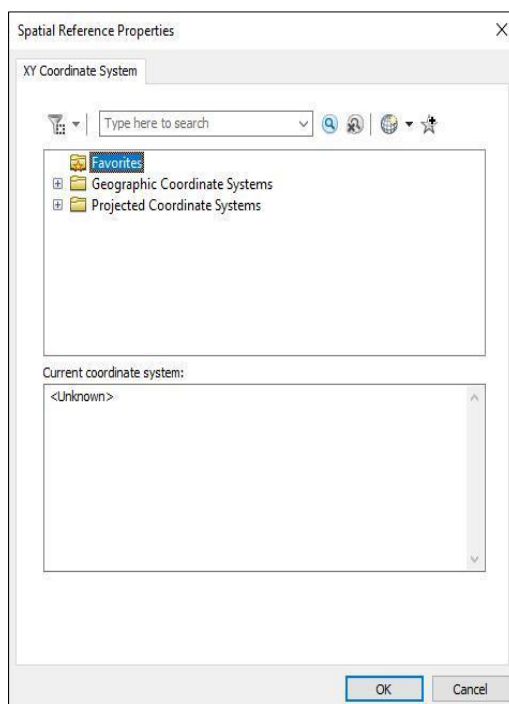 Spatial Reference Properties
XY Coordinate System
Type here to search
Favorites
Geographic Coordinate Systems
Projected Coordinate Systems
Current coordinate system:
<Unknown>
OK Cancel